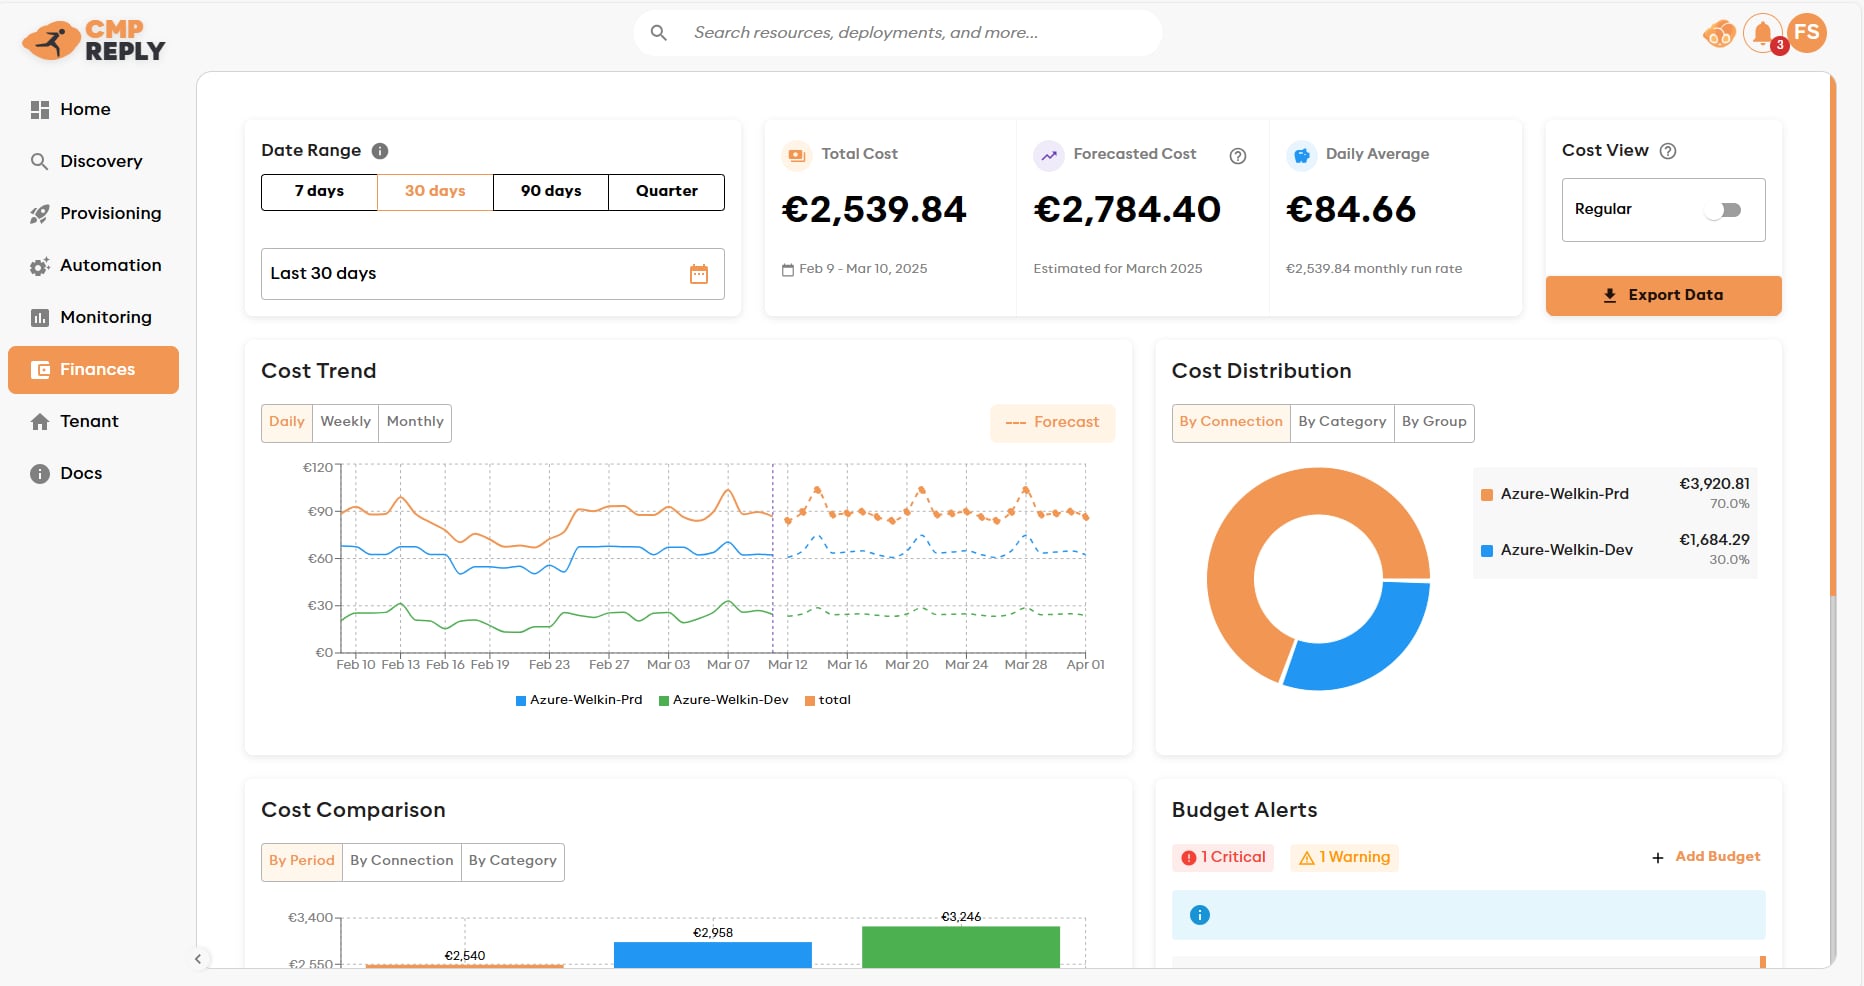 CMP
REPLY
Search resources, deployments, and more...
3
FS
Home
Discovery
Provisioning
Automation
Monitoring
Finances
Tenant
Docs
Date Range
7 days
30 days
90 days
Quarter
Last 30 days
Total Cost
€2,539.84
Feb 9 - Mar 10, 2025
Forecasted Cost
€2,784.40
Estimated for March 2025
Daily Average
€84.66
€2,539.84 monthly run rate
Cost View
Regular
Export Data
Cost Trend
Daily
Weekly
Monthly
Forecast
€120
€90
€60
€30
€0
Feb 10 Feb 13 Feb 16 Feb 19 Feb 23 Feb 27 Mar 03 Mar 07 Mar 12 Mar 16 Mar 20 Mar 24 Mar 28 Apr 01
Azure-Welkin-Prd Azure-Welkin-Dev total
Cost Distribution
By Connection
By Category
By Group
Azure-Welkin-Prd €3,920.81
70.0%
Azure-Welkin-Dev €1,684.29
30.0%
Cost Comparison
By Period
By Connection
By Category
€3,400
€2,550
€2,540
€2,958
€3,246
Budget Alerts
1 Critical
1 Warning
+ Add Budget